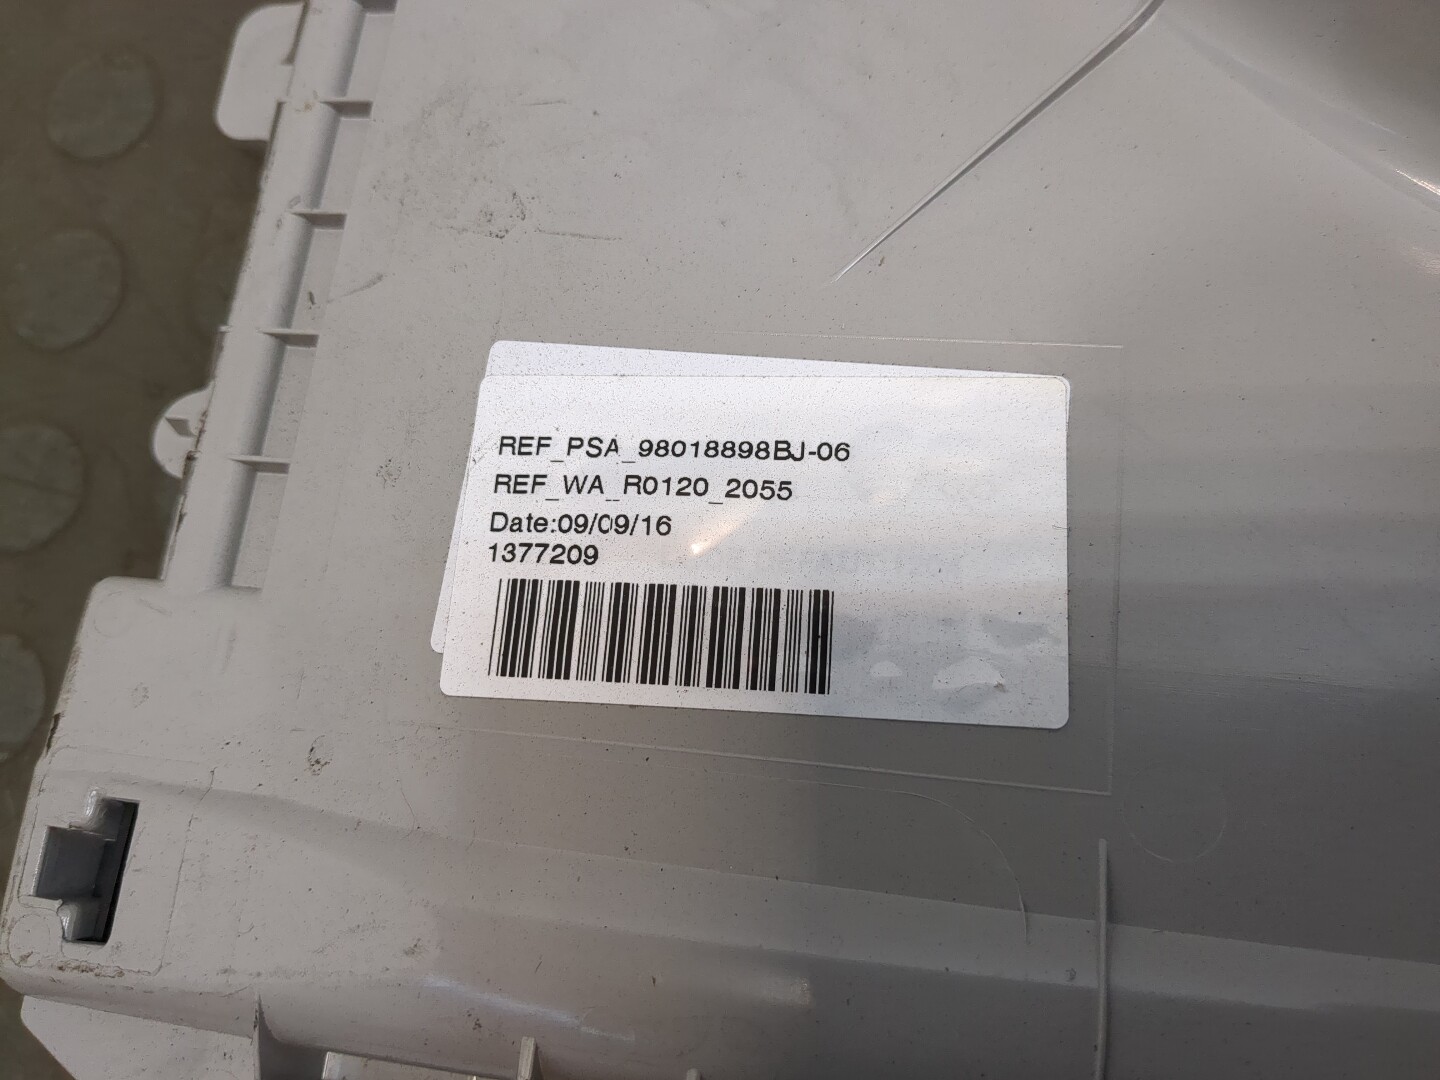 REF_PSA_98018898BJ-06
REF_WA_R0120_2055
Date:09/09/16
1377209